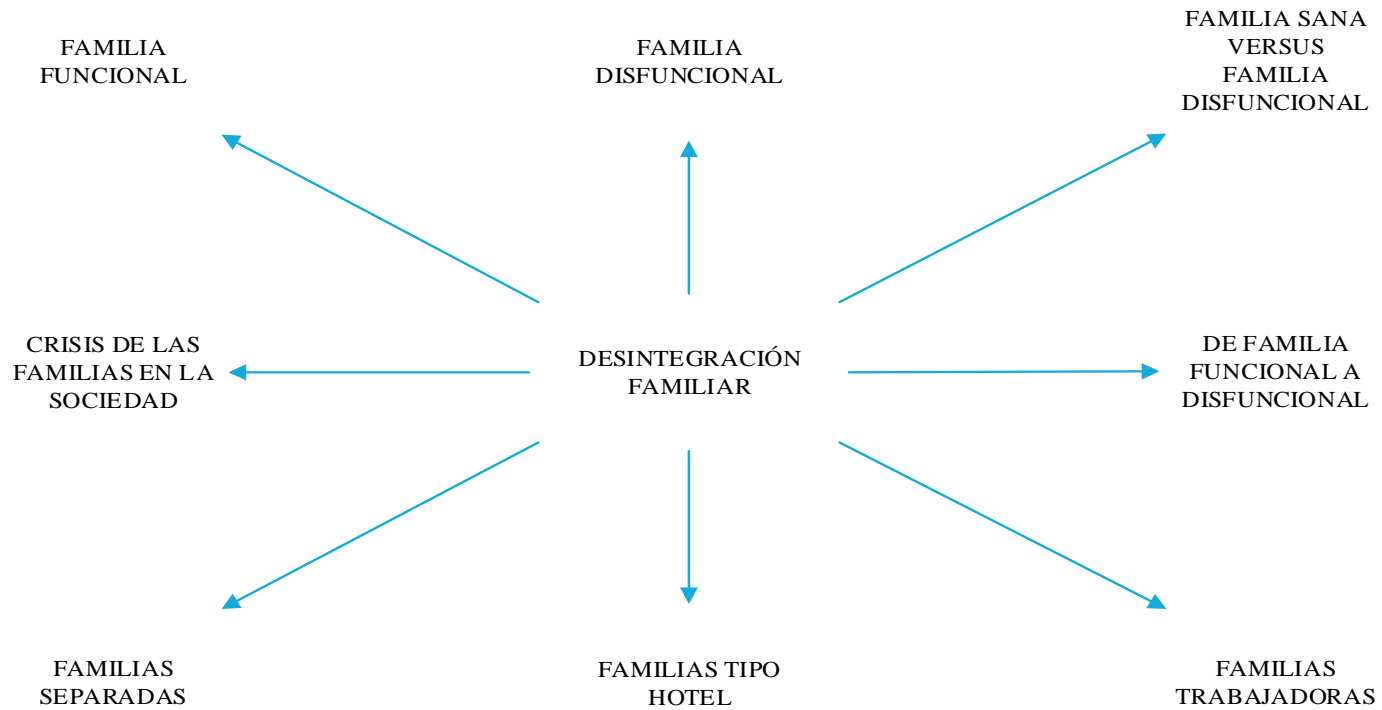 FAMILIA
FUNCIONAL
FAMILIA
DISFUNCIONAL
FAMILIA SANA
VERSUS
FAMILIA
DISFUNCIONAL
CRISIS DE LAS
FAMILIAS EN LA
SOCIEDAD
DESINTEGRACIÓN
FAMILIAR
DE FAMILIA
FUNCIONAL A
DISFUNCIONAL
FAMILIAS
SEPARADAS
FAMILIAS TIPO
HOTEL
FAMILIAS
TRABAJADORAS